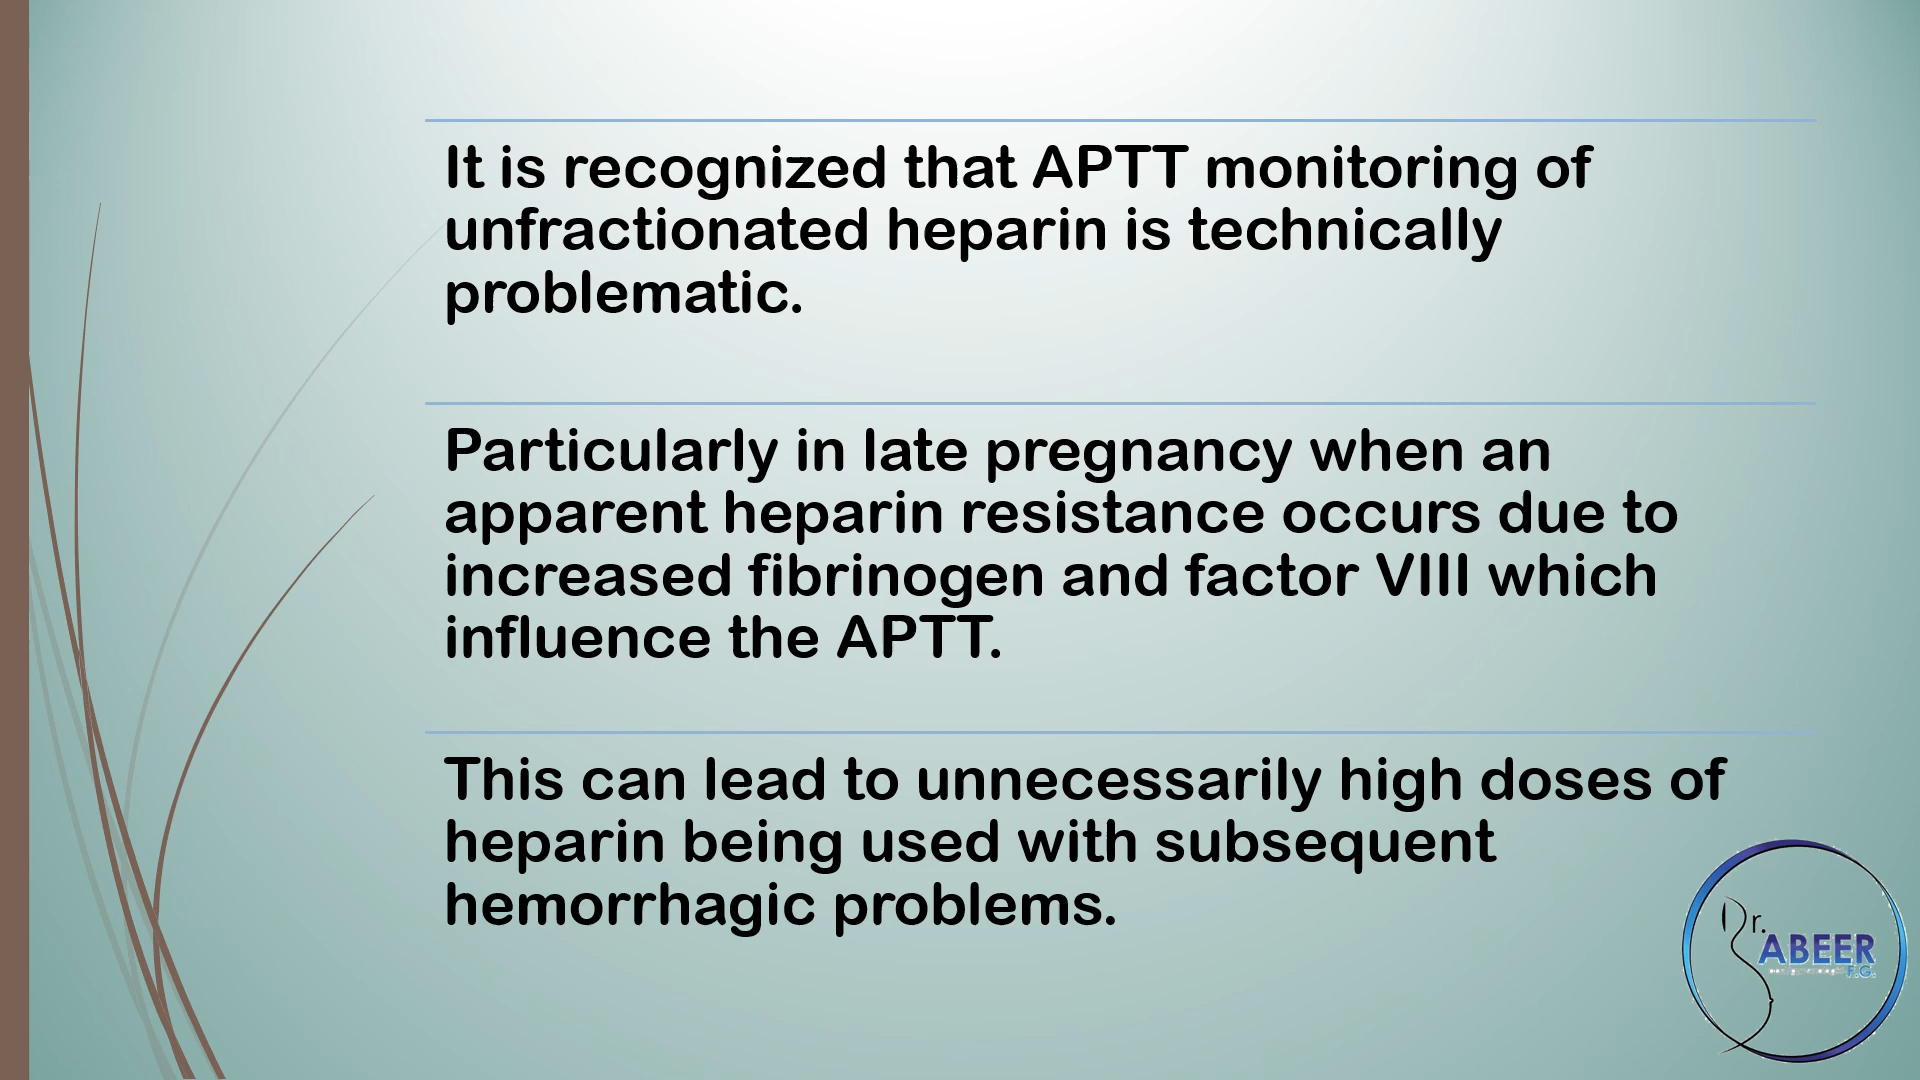 It is recognized that APTT monitoring of
unfractionated heparin is technically
problematic.
Particularly in late pregnancy when an
apparent heparin resistance occurs due to
increased fibrinogen and factor VIII which
influence the APTT.
This can lead to unnecessarily high doses of
heparin being used with subsequent
hemorrhagic problems.
Dr.
ABEER
F.G.